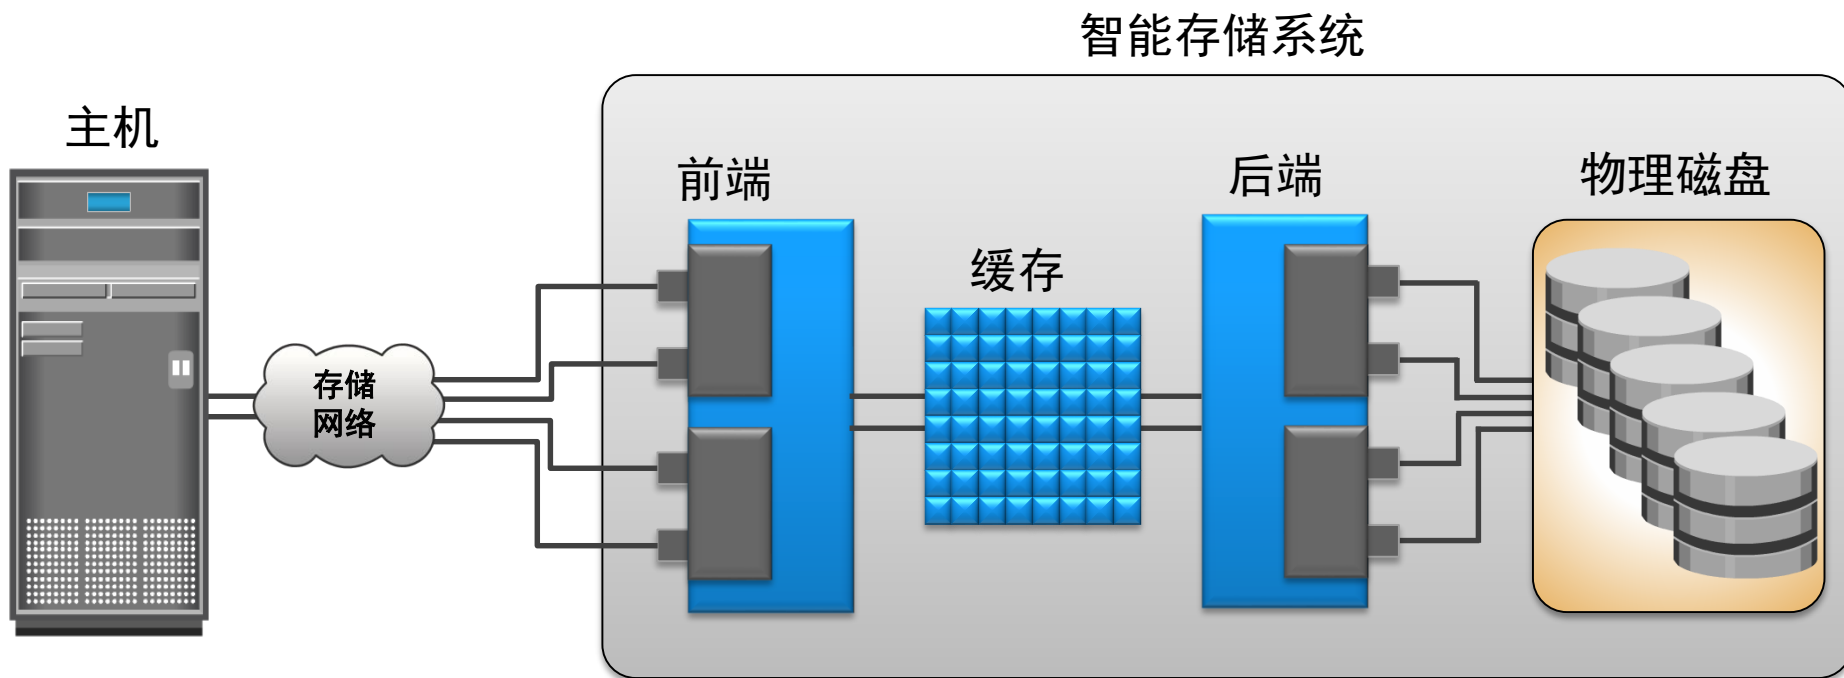 智能存储系统
主机
前端
后端
物理磁盘
缓存
存储
网络